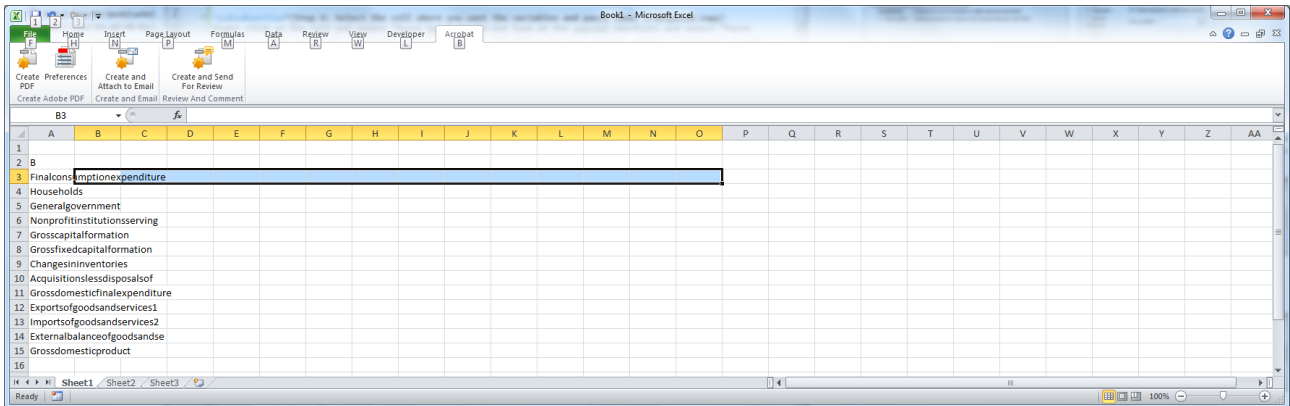 Book1 - Microsoft Excel
1 2 3
File Home Insert Page Layout Formulas Data Review View Developer Acrobat
F H N P M A R W L B
Create PDF Preferences Create and Attach to Email Create and Send For Review
Create Adobe PDF Create and Email Review And Comment
B3 fx
A B C D E F G H I J K L M N O P Q R S T U V W X Y Z AA
1
2 B
3 Finalconsumptionexpenditure
4 Households
5 Generalgovernment
6 Nonprofitinstitutionsserving
7 Grosscapitalformation
8 Grossfixedcapitalformation
9 Changesininventories
10 Acquisitionslessdisposalsof
11 Grossdomesticfinalexpenditure
12 Exportsofgoodsandservices1
13 Importsofgoodsandservices2
14 Externalbalanceofgoodsandse
15 Grossdomesticproduct
16
Sheet1 Sheet2 Sheet3
Ready 100%